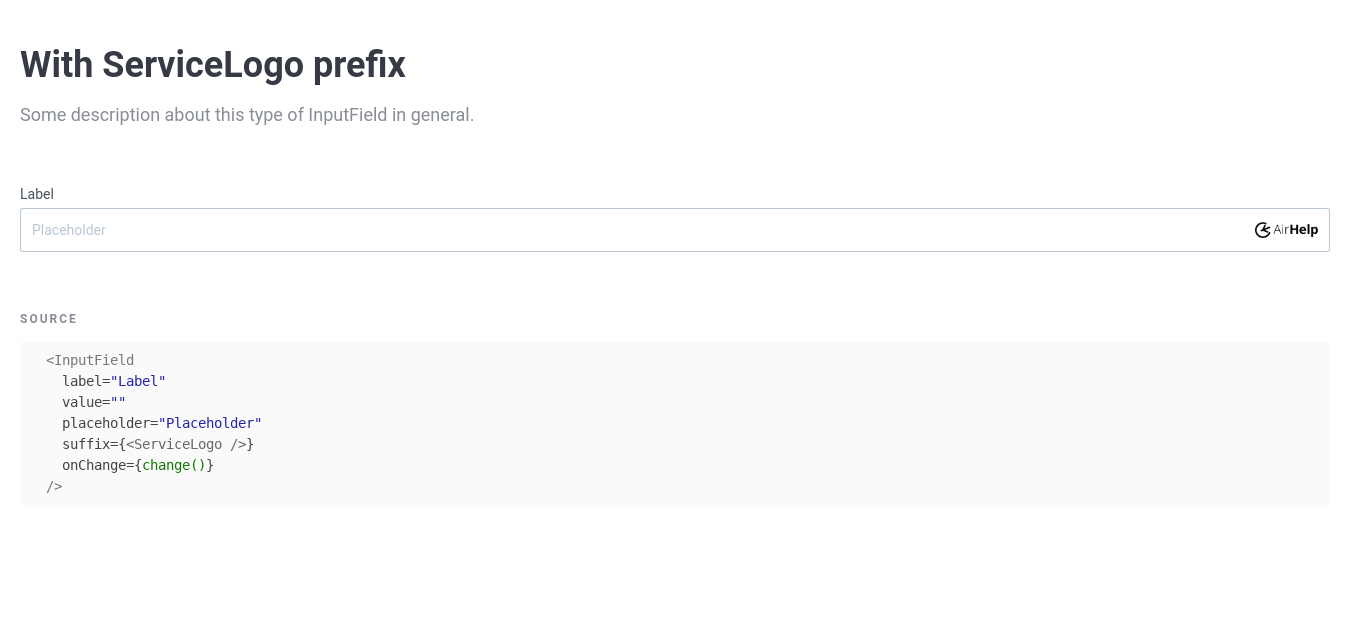 With ServiceLogo prefix
Some description about this type of InputField in general.
Label
Placeholder AirHelp
SOURCE
<InputField
  label="Label"
  value=""
  placeholder="Placeholder"
  suffix={<ServiceLogo />}
  onChange={change()}
/>